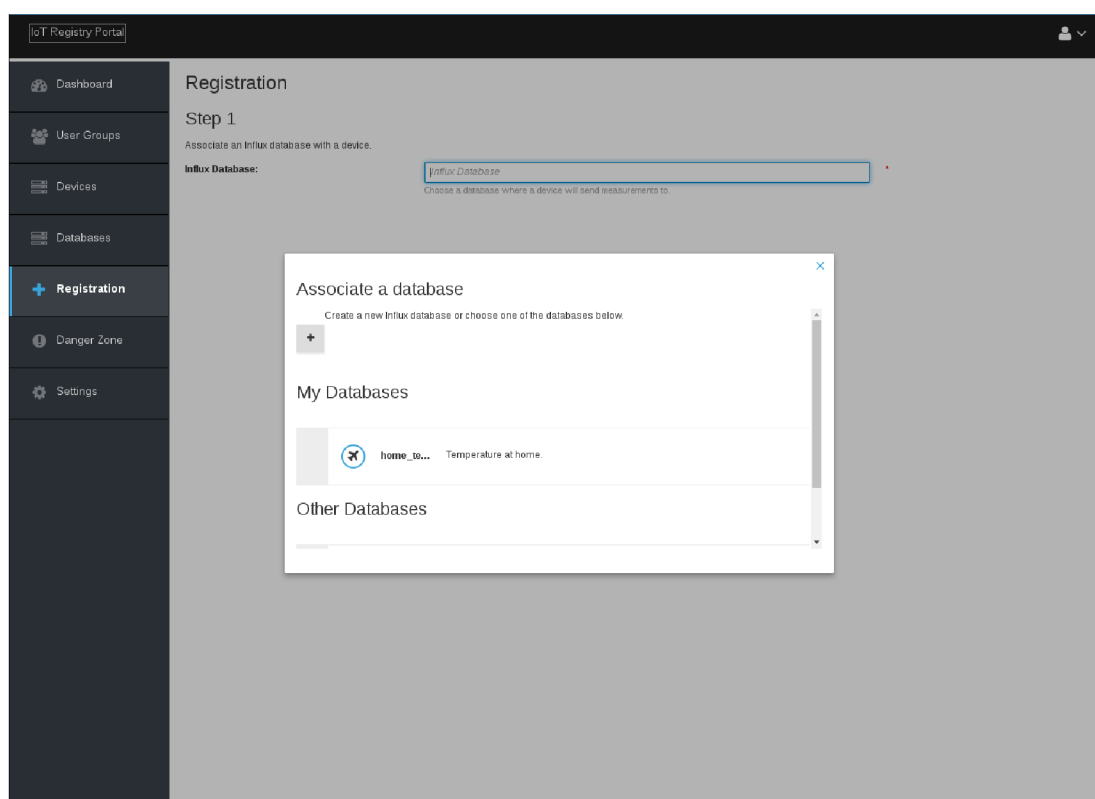 IoT Registry Portal
Dashboard
User Groups
Devices
Databases
Registration
Danger Zone
Settings
Registration
Step 1
Associate an Influx database with a device.
Influx Database:
Influx Database
*
Choose a database where a device will send measurements to.
Associate a database
Create a new Influx database or choose one of the databases below.
+
My Databases
home_te... Temperature at home.
Other Databases